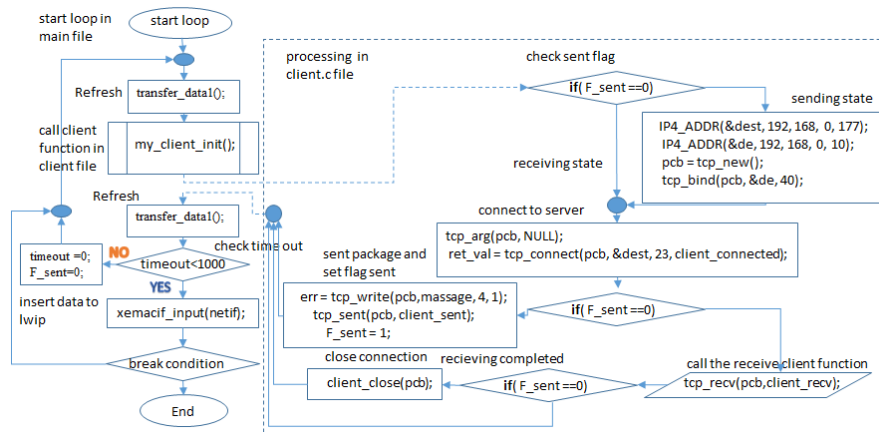 start loop in
main file
start loop
Refresh
transfer_data1();
call client
function in
client file
my_client_init();
Refresh
transfer_data1();
check time out
NO
timeout =0;
F_sent=0;
timeout<1000
YES
insert data to
lwip
xemacif_input(netif);
break condition
End
processing in
client.c file
check sent flag
if( F_sent ==0)
sending state
IP4_ADDR(&dest, 192, 168, 0, 177);
IP4_ADDR(&de, 192, 168, 0, 10);
pcb = tcp_new();
tcp_bind(pcb, &de, 40);
receiving state
connect to server
tcp_arg(pcb, NULL);
ret_val = tcp_connect(pcb, &dest, 23, client_connected);
sent package and
set flag sent
err = tcp_write(pcb,massage, 4, 1);
tcp_sent(pcb, client_sent);
F_sent = 1;
if( F_sent ==0)
close connection
client_close(pcb);
recieving completed
if( F_sent ==0)
call the receive client function
tcp_recv(pcb,client_recv);